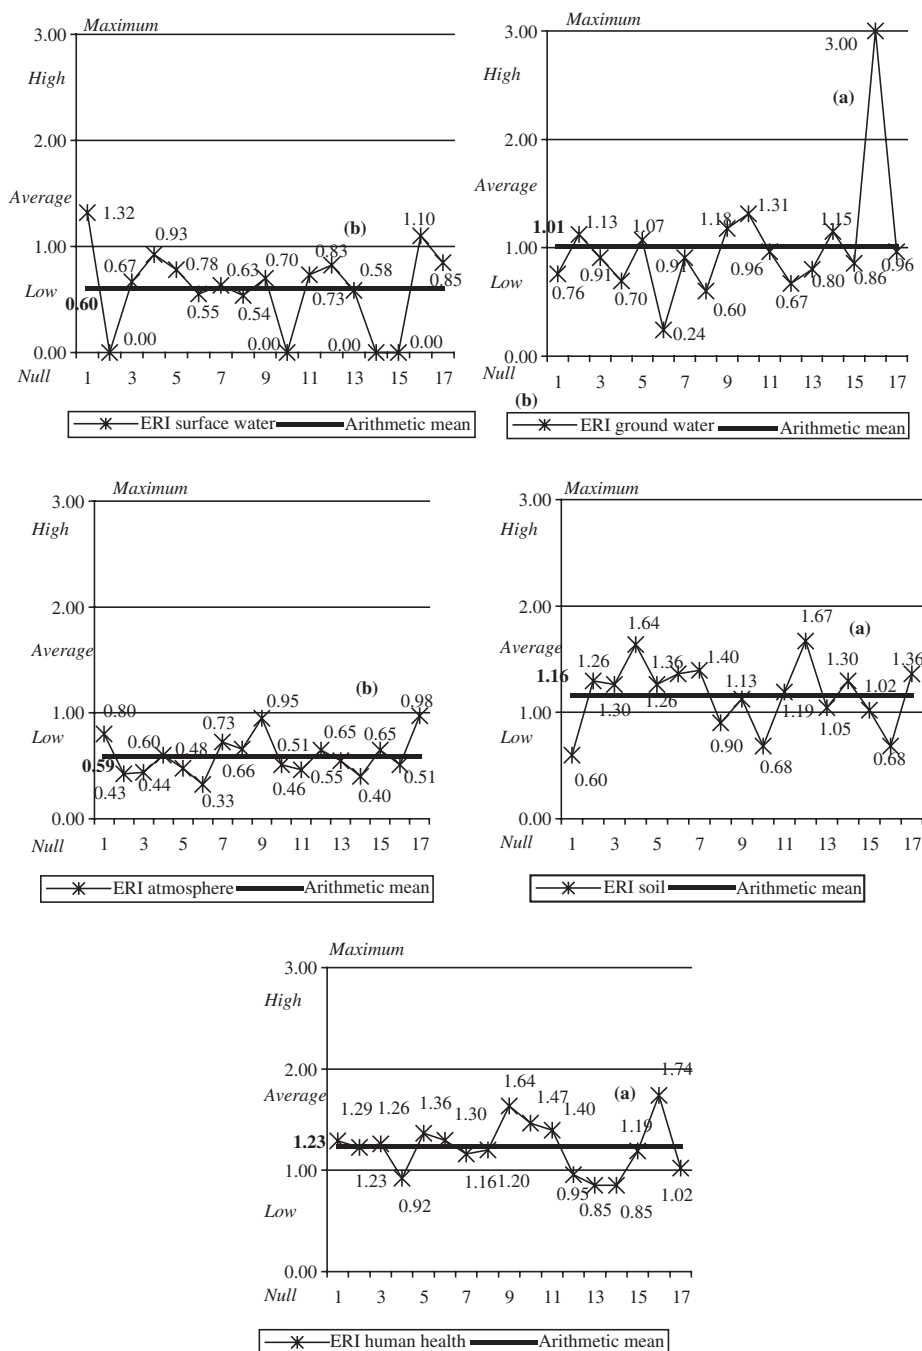 Maximum
3.00
High
2.00
Average
1.32
(b)
1.10
0.93
0.83
1.00
0.67
0.78
0.63
0.70
0.58
0.85
Low
0.60
0.55
0.54
0.73
0.00
0.00
0.00
0.00
0.00
Null
1 3 5 7 9 11 13 15 17
ERI surface water Arithmetic mean
Maximum
3.00
3.00
High
(a)
2.00
Average
1.01
1.13
1.07
1.18
1.31
1.15
1.00
0.91
0.91
0.96
0.86
0.96
Low
0.76
0.70
0.60
0.67
0.80
0.24
0.00
Null
1 3 5 7 9 11 13 15 17
(b)
ERI ground water Arithmetic mean
Maximum
3.00
High
2.00
Average
(b)
0.95
0.98
1.00
0.80
0.73
0.65
0.65
Low
0.60
0.48
0.51
0.59
0.66
0.43
0.44
0.33
0.46
0.55
0.40
0.51
0.00
Null
1 3 5 7 9 11 13 15 17
ERI atmosphere Arithmetic mean
Maximum
3.00
High
2.00
1.64
1.67
(a)
Average
1.26
1.36
1.40
1.30
1.36
1.16
1.13
1.02
1.30
1.26
1.19
1.05
1.00
Low
0.90
0.60
0.68
0.68
0.00
Null
1 3 5 7 9 11 13 15 17
ERI soil Arithmetic mean
Maximum
3.00
High
2.00
1.74
Average
1.64
(a)
1.29
1.26
1.36
1.30
1.47
1.40
1.19
1.23
1.00
1.23
1.16
1.20
0.95
1.02
0.92
0.85
0.85
Low
0.00
Null
1 3 5 7 9 11 13 15 17
ERI human health Arithmetic mean